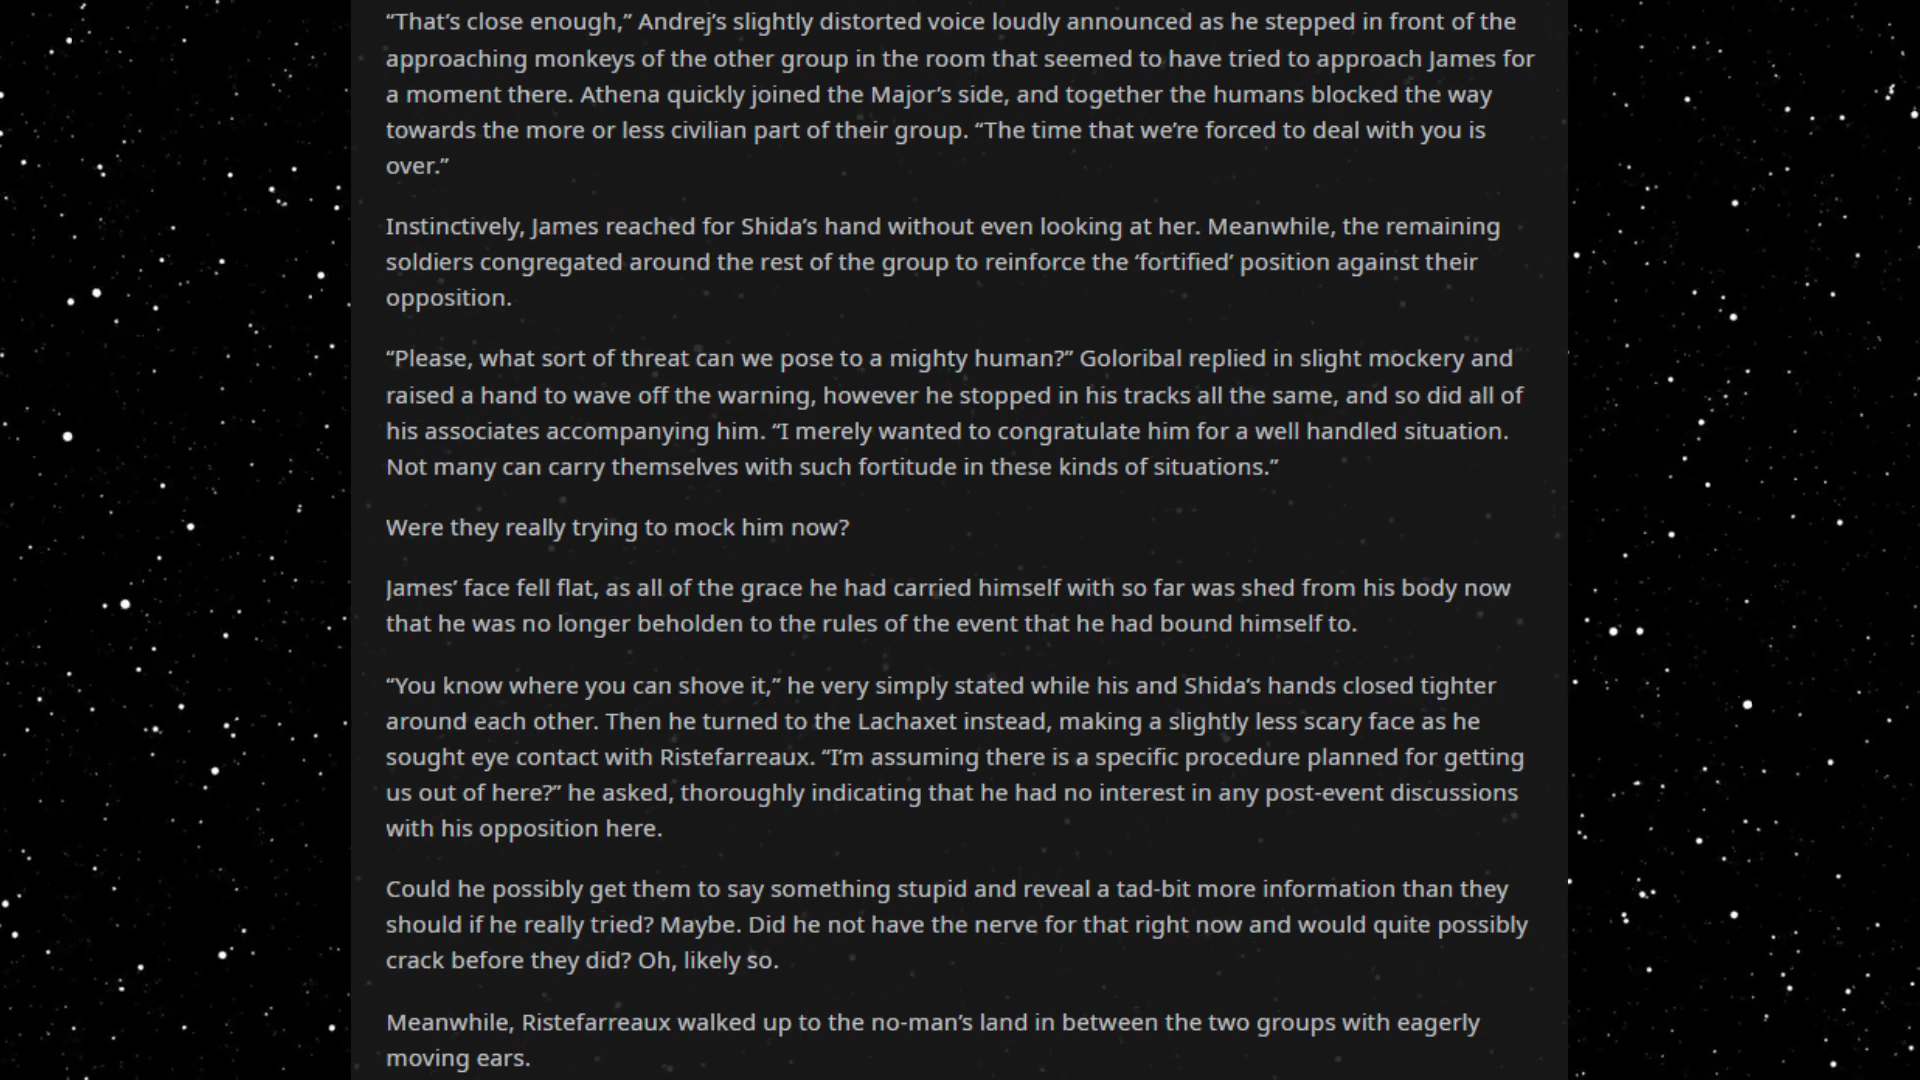 “That’s close enough,” Andrej’s slightly distorted voice loudly announced as he stepped in front of the
approaching monkeys of the other group in the room that seemed to have tried to approach James for
a moment there. Athena quickly joined the Major’s side, and together the humans blocked the way
towards the more or less civilian part of their group. “The time that we’re forced to deal with you is
over.”
Instinctively, James reached for Shida’s hand without even looking at her. Meanwhile, the remaining
soldiers congregated around the rest of the group to reinforce the ‘fortified’ position against their
opposition.
“Please, what sort of threat can we pose to a mighty human?” Goloribal replied in slight mockery and
raised a hand to wave off the warning, however he stopped in his tracks all the same, and so did all of
his associates accompanying him. “I merely wanted to congratulate him for a well handled situation.
Not many can carry themselves with such fortitude in these kinds of situations.”
Were they really trying to mock him now?
James’ face fell flat, as all of the grace he had carried himself with so far was shed from his body now
that he was no longer beholden to the rules of the event that he had bound himself to.
“You know where you can shove it,” he very simply stated while his and Shida’s hands closed tighter
around each other. Then he turned to the Lachaxet instead, making a slightly less scary face as he
sought eye contact with Ristefarreaux. “I’m assuming there is a specific procedure planned for getting
us out of here?” he asked, thoroughly indicating that he had no interest in any post-event discussions
with his opposition here.
Could he possibly get them to say something stupid and reveal a tad-bit more information than they
should if he really tried? Maybe. Did he not have the nerve for that right now and would quite possibly
crack before they did? Oh, likely so.
Meanwhile, Ristefarreaux walked up to the no-man’s land in between the two groups with eagerly
moving ears.